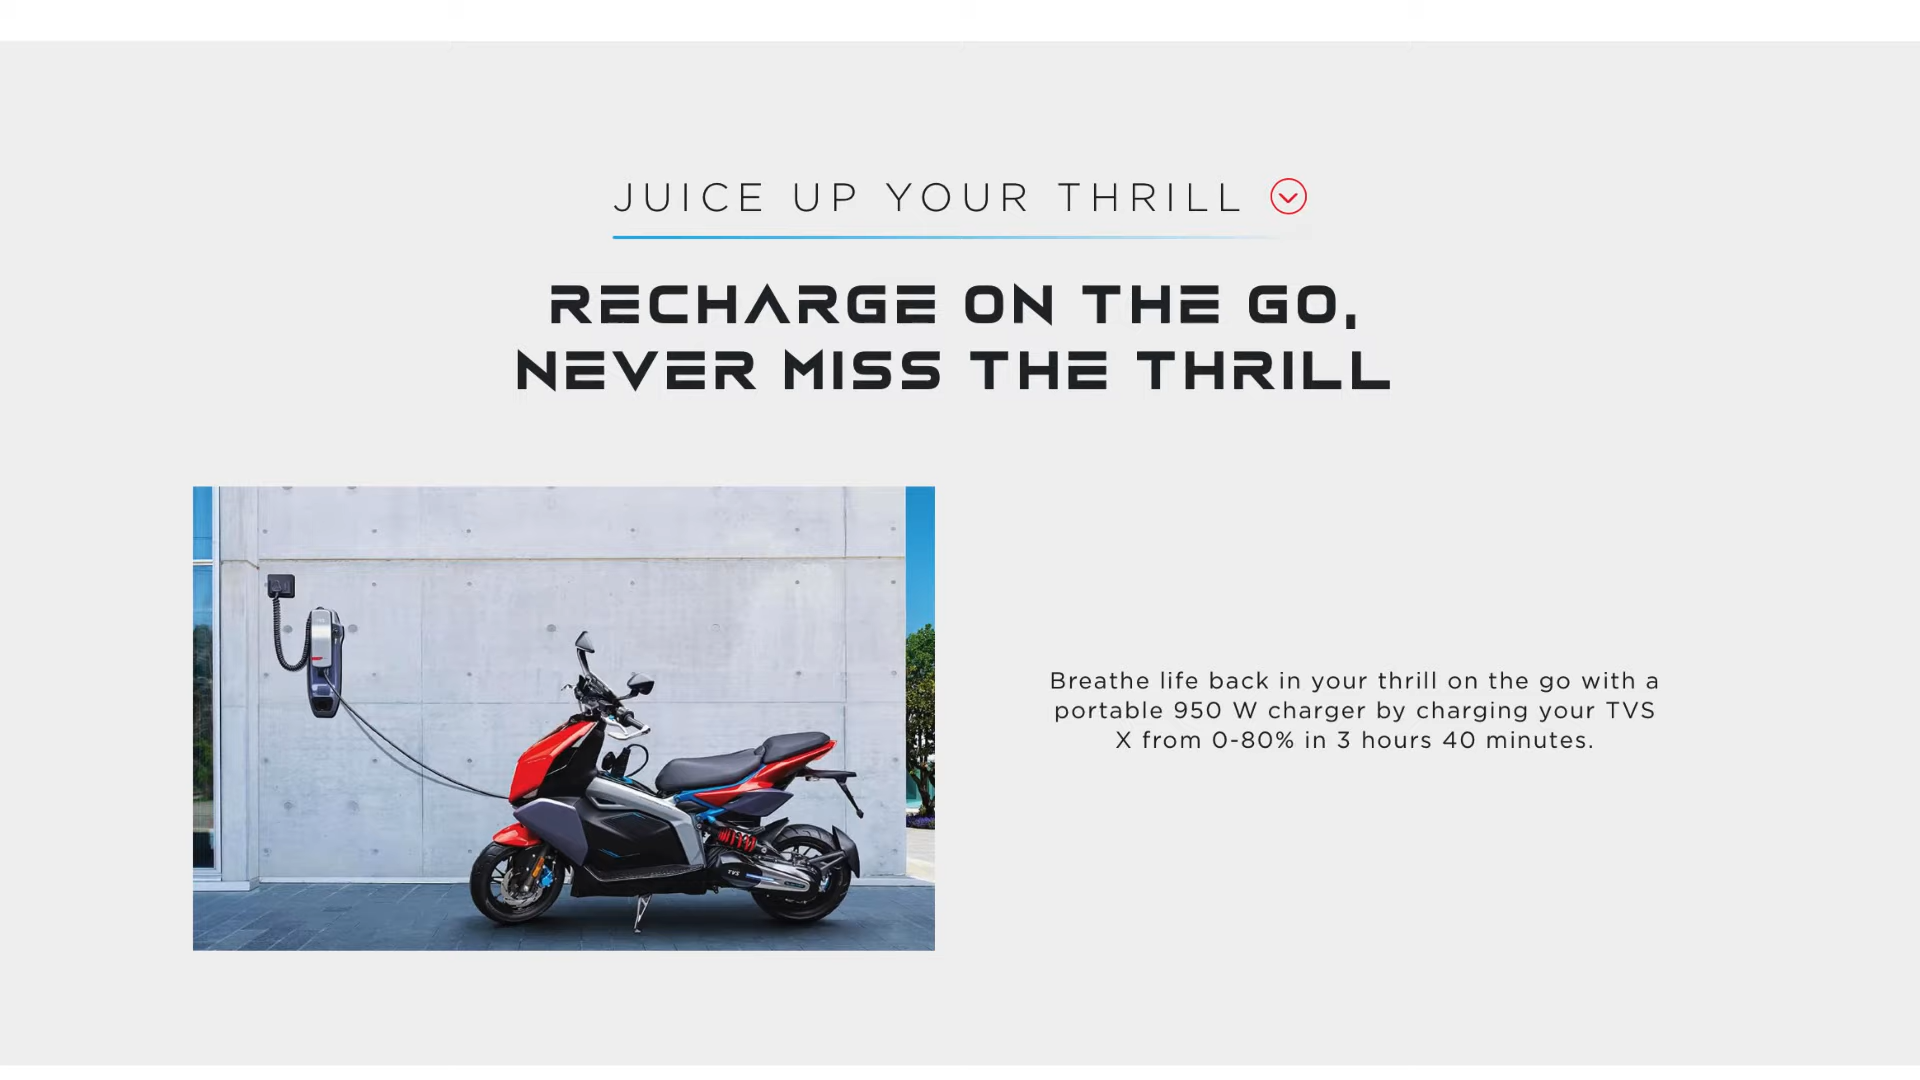 JUICE UP YOUR THRILL
RECHARGE ON THE GO,
NEVER MISS THE THRILL
Breathe life back in your thrill on the go with a
portable 950 W charger by charging your TVS
X from 0-80% in 3 hours 40 minutes.
TVS